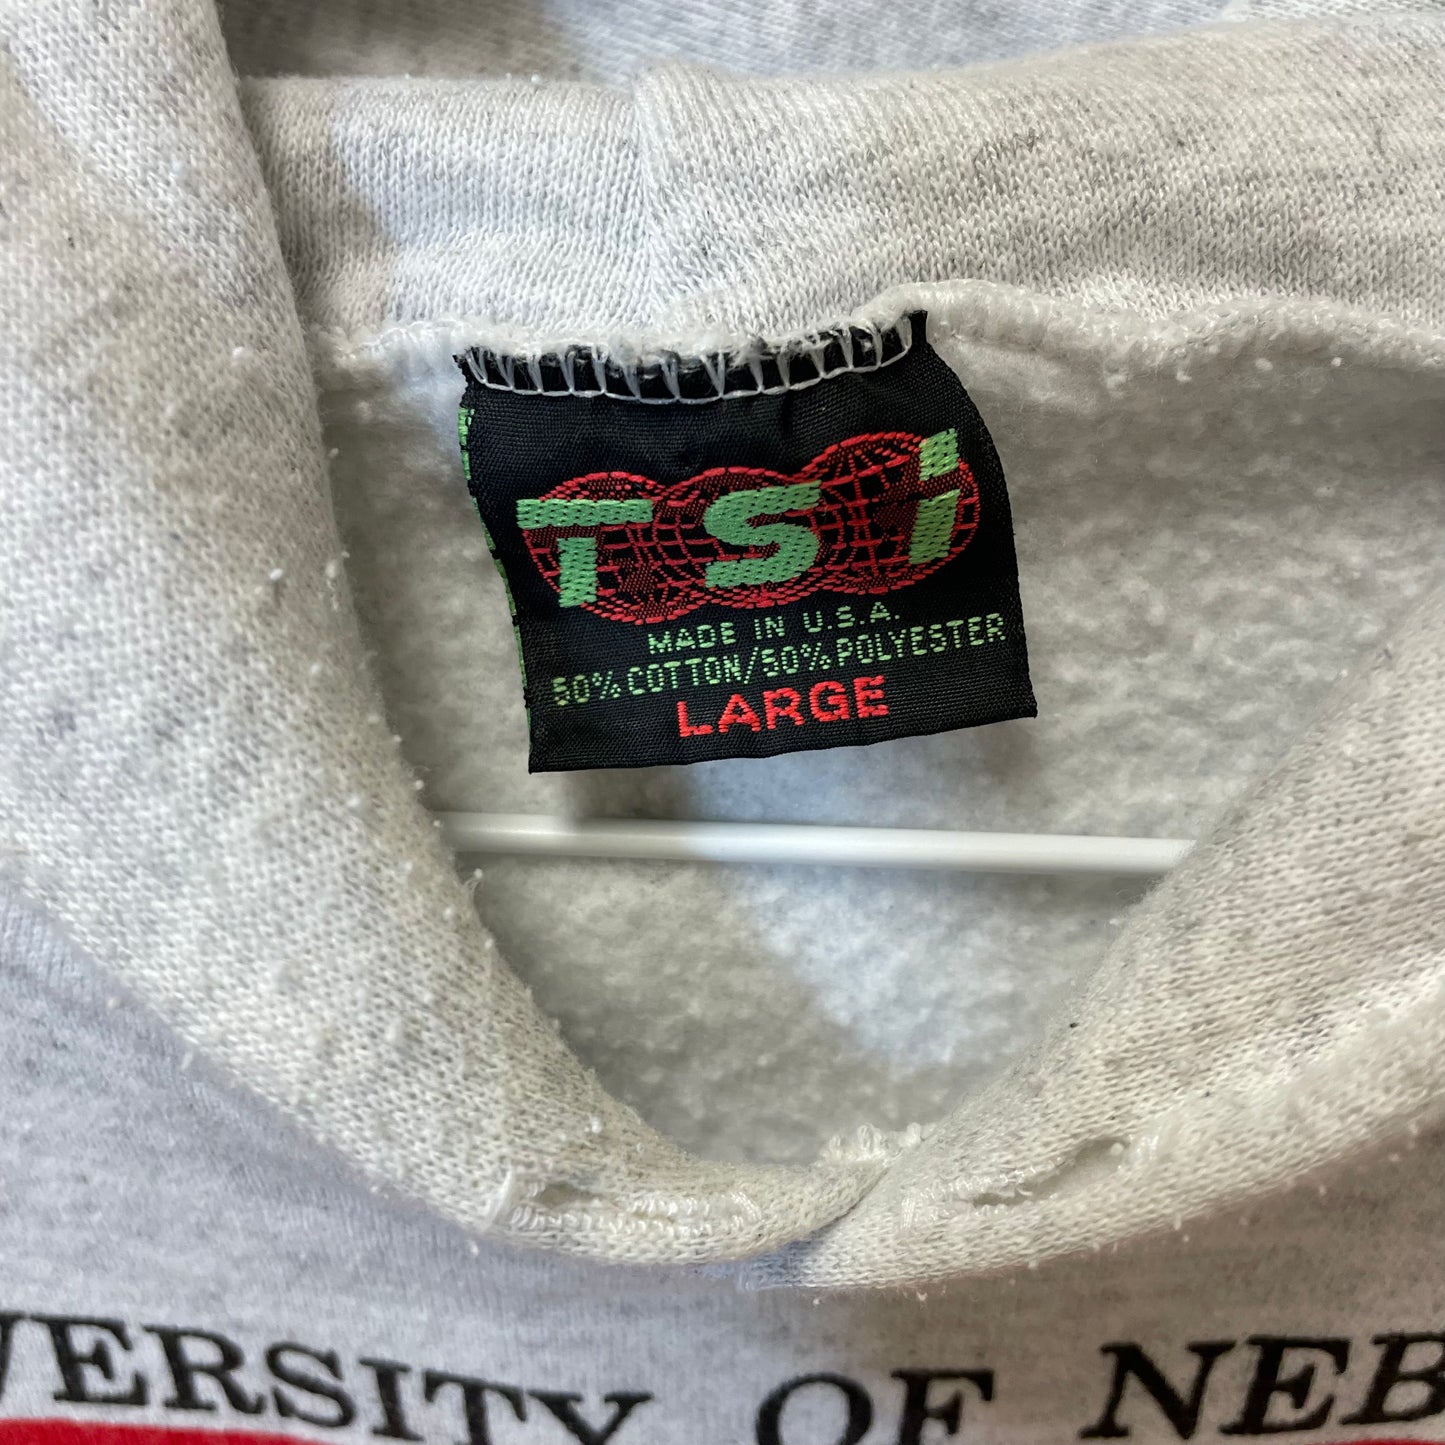 TSi
MADE IN U.S.A.
50% COTTON/50% POLYESTER
LARGE
VERSITY OF NEB